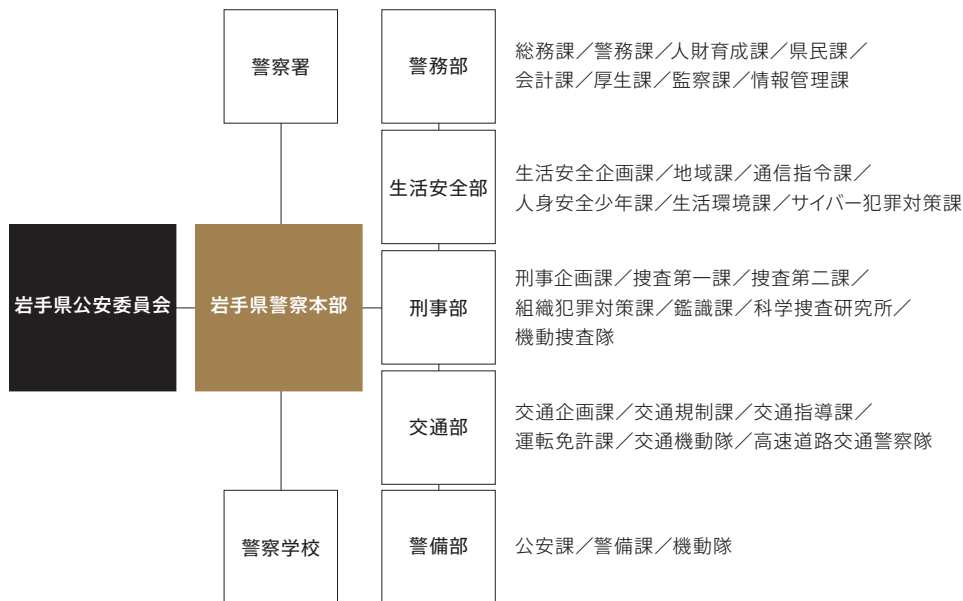 警察署
警務部
総務課／警務課／人財育成課／県民課／
会計課／厚生課／監察課／情報管理課
生活安全部
生活安全企画課／地域課／通信指令課／
人身安全少年課／生活環境課／サイバー犯罪対策課
岩手県公安委員会
岩手県警察本部
刑事部
刑事企画課／捜査第一課／捜査第二課／
組織犯罪対策課／鑑識課／科学捜査研究所／
機動捜査隊
交通部
交通企画課／交通規制課／交通指導課／
運転免許課／交通機動隊／高速道路交通警察隊
警察学校
警備部
公安課／警備課／機動隊